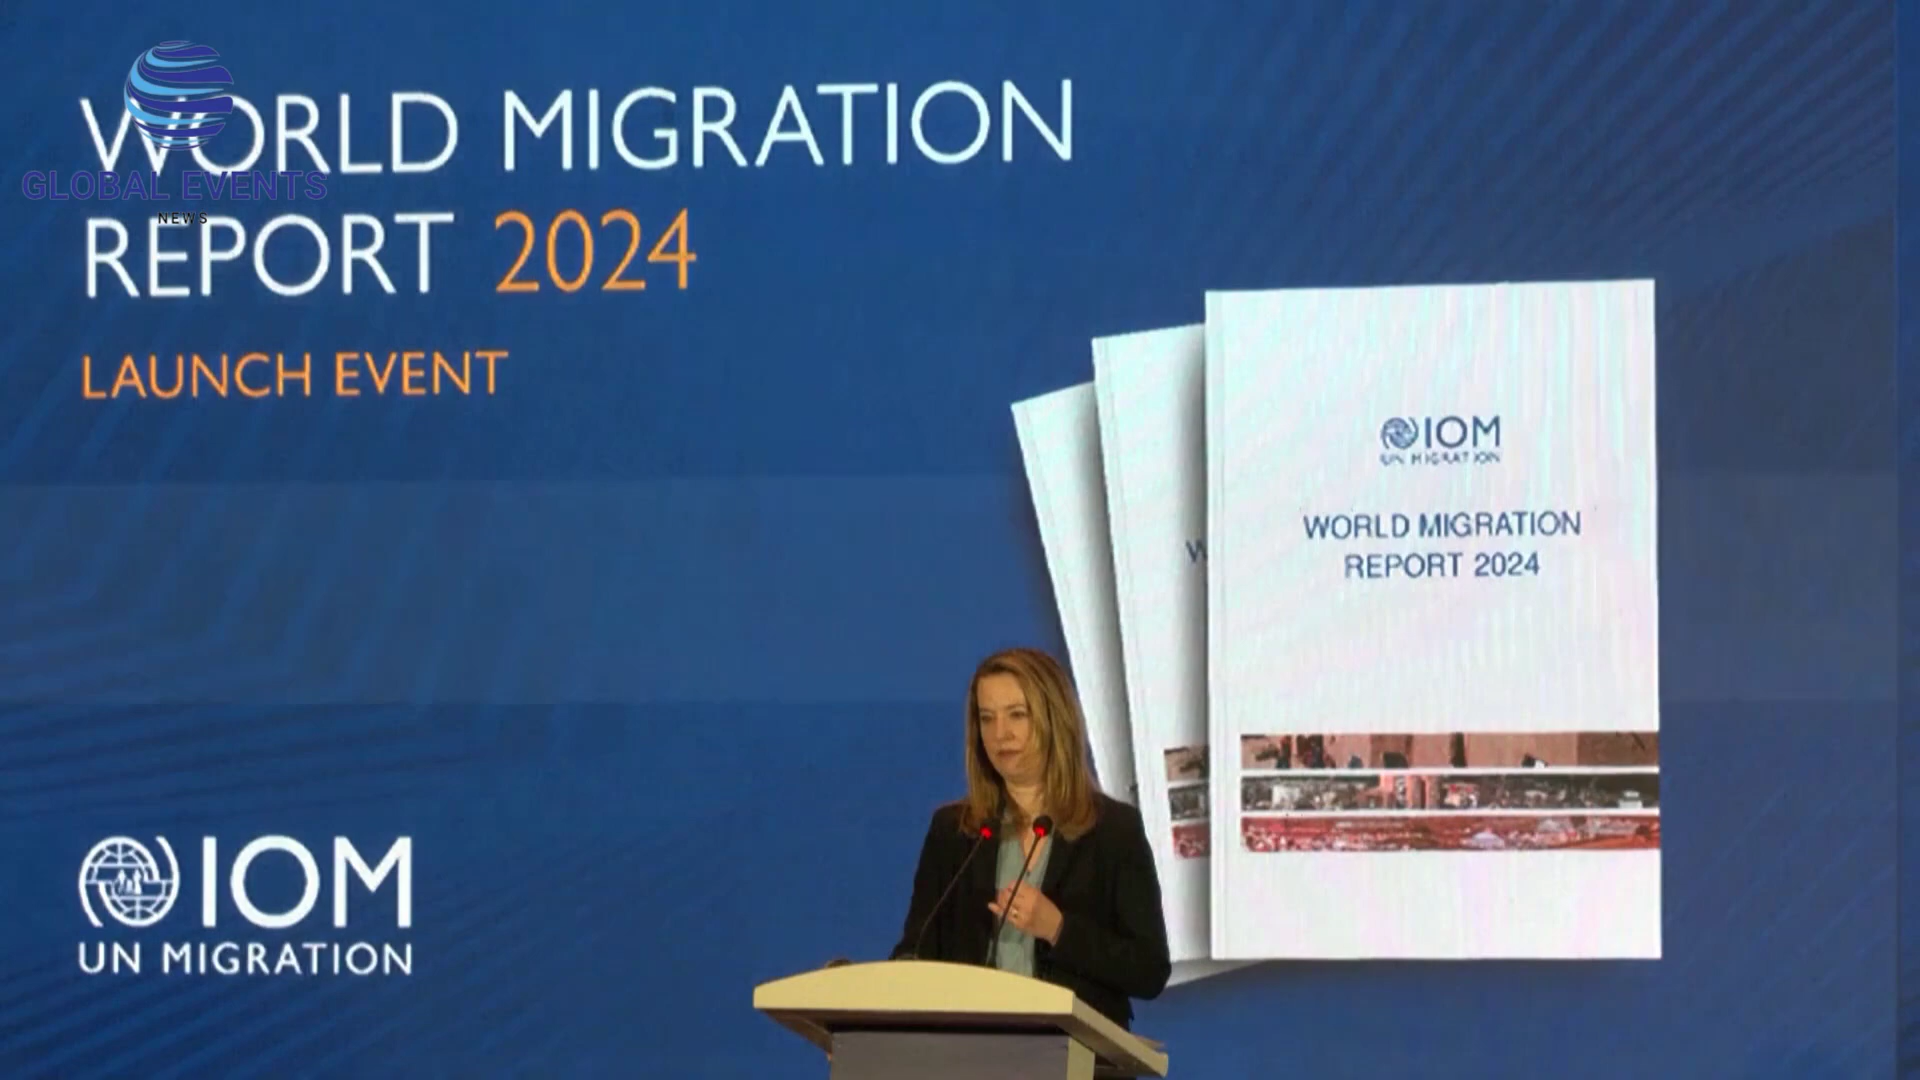 WORLD MIGRATION
REPORT 2024
LAUNCH EVENT
GLOBAL EVENTS
NEWS
IOM
UN MIGRATION
WORLD MIGRATION
REPORT 2024
W
IOM
UN MIGRATION